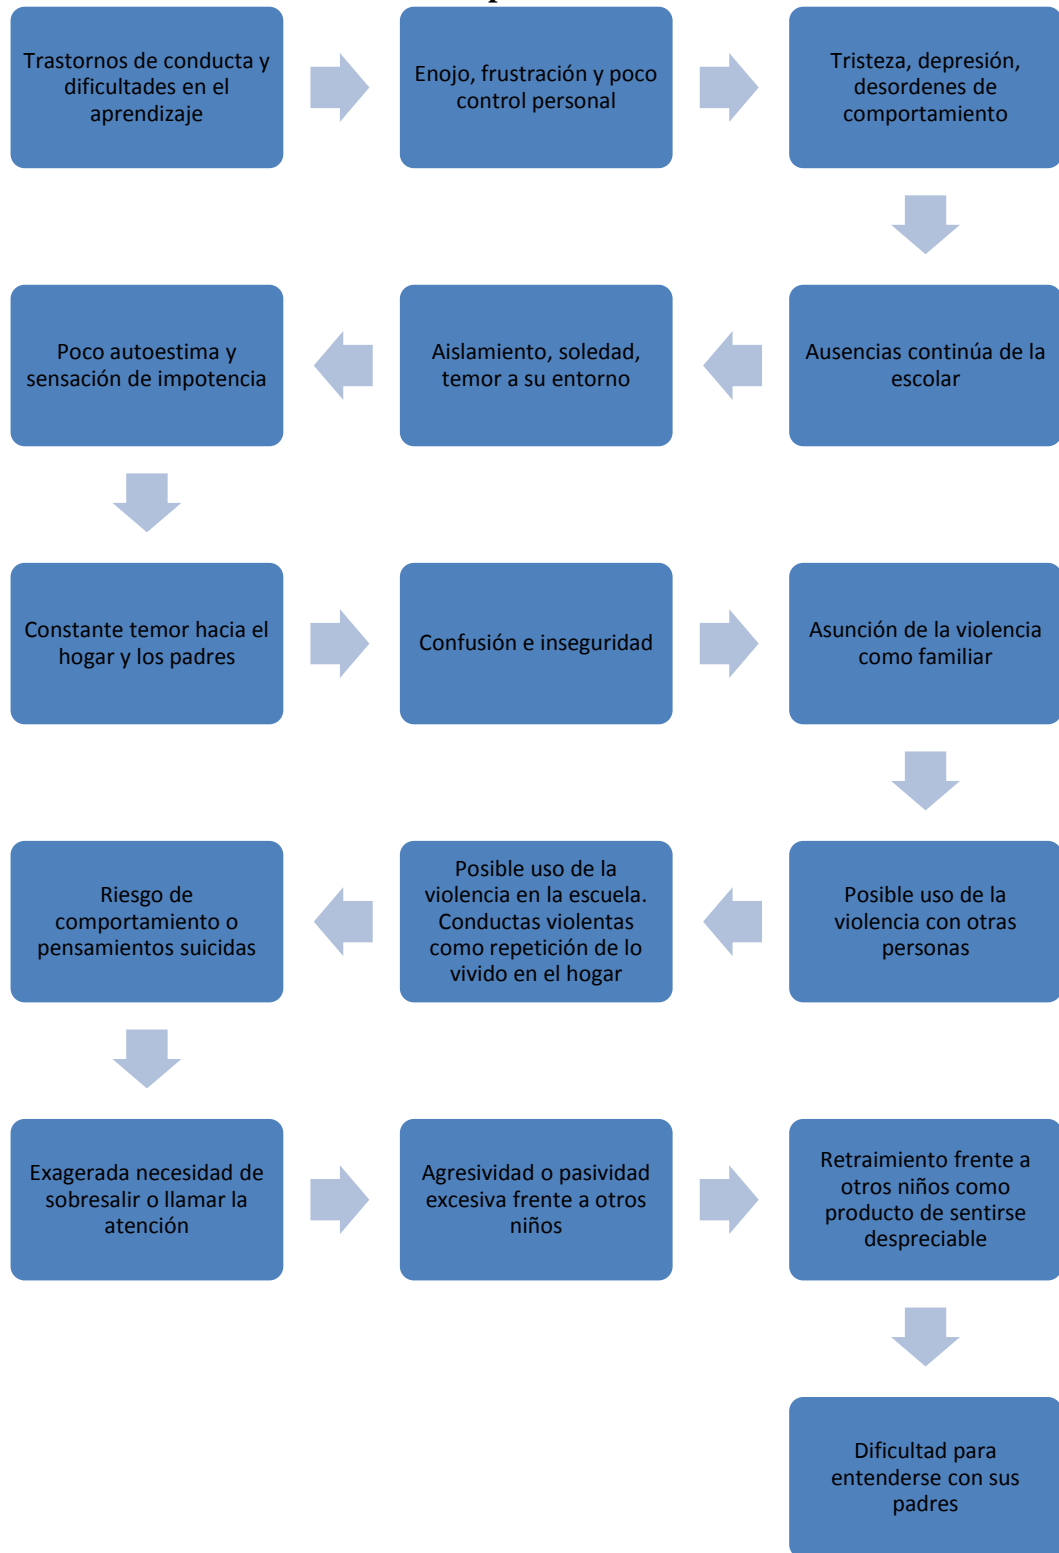 Trastornos de conducta y
dificultades en el
aprendizaje
Enojo, frustración y poco
control personal
Tristeza, depresión,
desordenes de
comportamiento
Ausencias continúa de la
escolar
Aislamiento, soledad,
temor a su entorno
Poco autoestima y
sensación de impotencia
Constante temor hacia el
hogar y los padres
Confusión e inseguridad
Asunción de la violencia
como familiar
Posible uso de la
violencia con otras
personas
Posible uso de la
violencia en la escuela.
Conductas violentas
como repetición de lo
vivido en el hogar
Riesgo de
comportamiento o
pensamientos suicidas
Exagerada necesidad de
sobresalir o llamar la
atención
Agresividad o pasividad
excesiva frente a otros
niños
Retraimiento frente a
otros niños como
producto de sentirse
despreciable
Dificultad para
entenderse con sus
padres